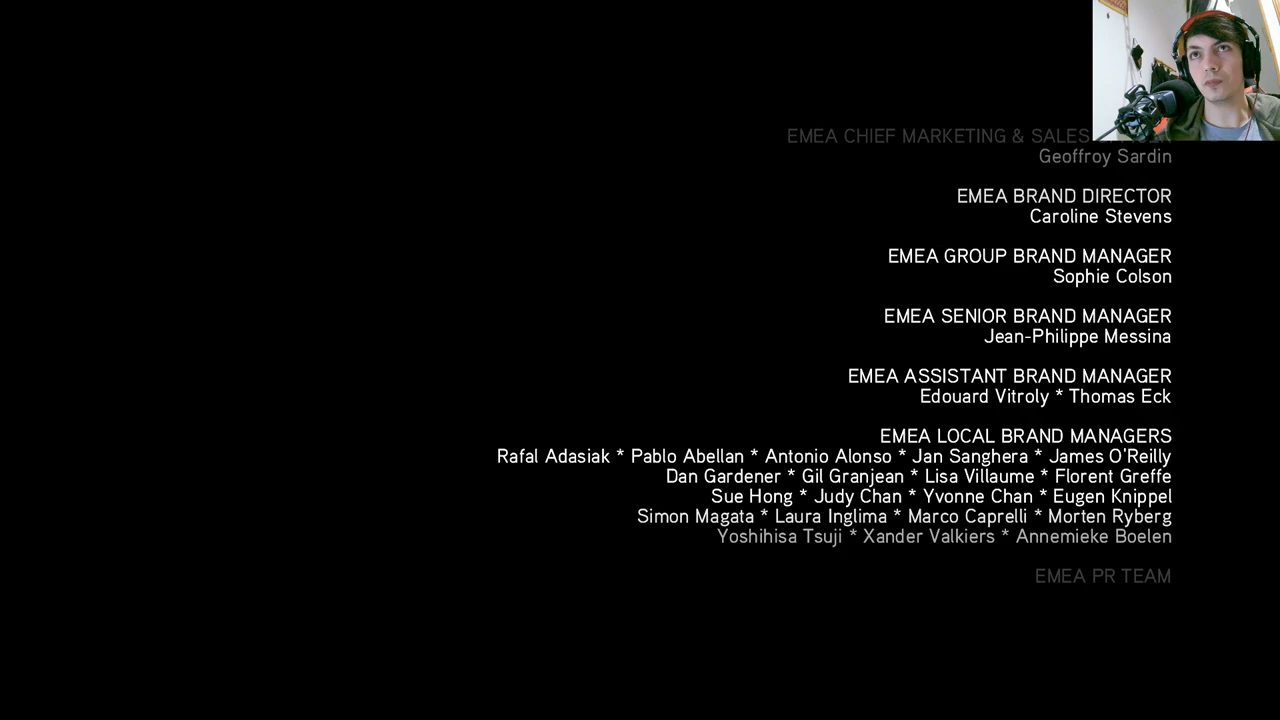 EMEA CHIEF MARKETING & SALES
Geoffroy Sardin
EMEA BRAND DIRECTOR
Caroline Stevens
EMEA GROUP BRAND MANAGER
Sophie Colson
EMEA SENIOR BRAND MANAGER
Jean-Philippe Messina
EMEA ASSISTANT BRAND MANAGER
Edouard Vitroly * Thomas Eck
EMEA LOCAL BRAND MANAGERS
Rafal Adasiak * Pablo Abellan * Antonio Alonso * Jan Sanghera * James O'Reilly
Dan Gardener * Gil Granjean * Lisa Villaume * Florent Greffe
Sue Hong * Judy Chan * Yvonne Chan * Eugen Knippel
Simon Magata * Laura Inglima * Marco Caprelli * Morten Ryberg
Yoshihisa Tsuji * Xander Valkiers * Annemieke Boelen
EMEA PR TEAM